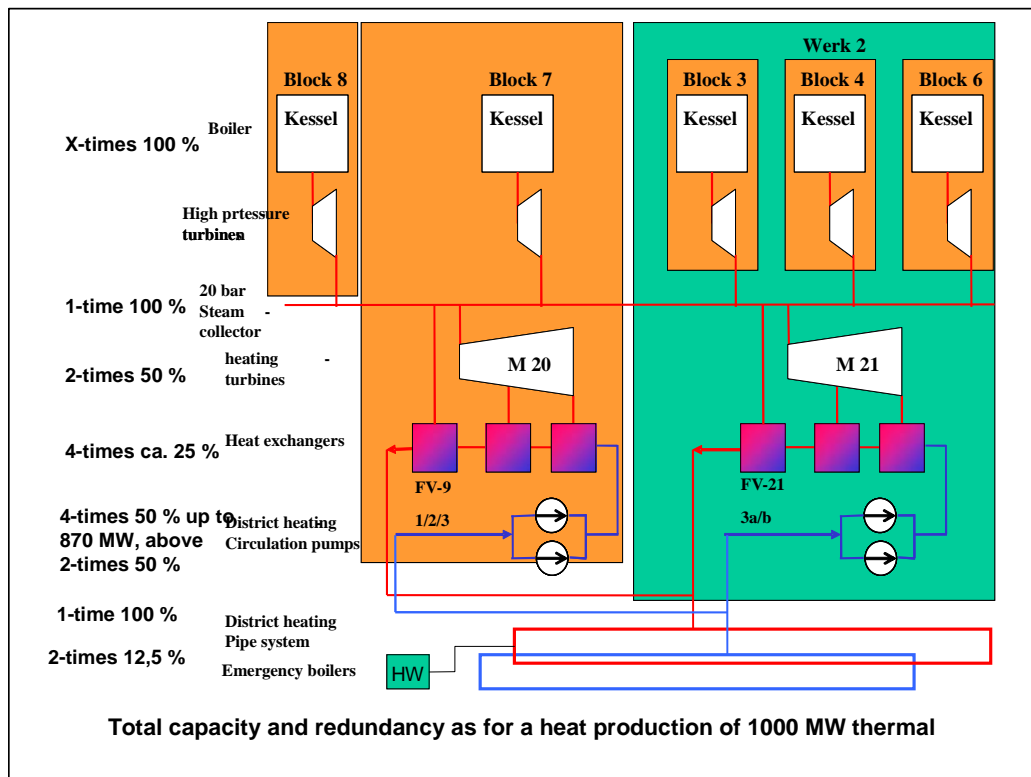 Werk 2
Block 8
Block 7
Block 3
Block 4
Block 6
Kessel
Kessel
Kessel
Kessel
Kessel
X-times 100 %
Boiler
High prtessure
turbines
1-time 100 %
20 bar
Steam -
collector
2-times 50 %
heating -
turbines
M 20
M 21
4-times ca. 25 %
Heat exchangers
FV-9
FV-21
4-times 50 % up to
870 MW, above
2-times 50 %
District heating-
Circulation pumps
1/2/3
3a/b
1-time 100 %
District heating
Pipe system
2-times 12,5 %
Emergency boilers
HW
Total capacity and redundancy as for a heat production of 1000 MW thermal